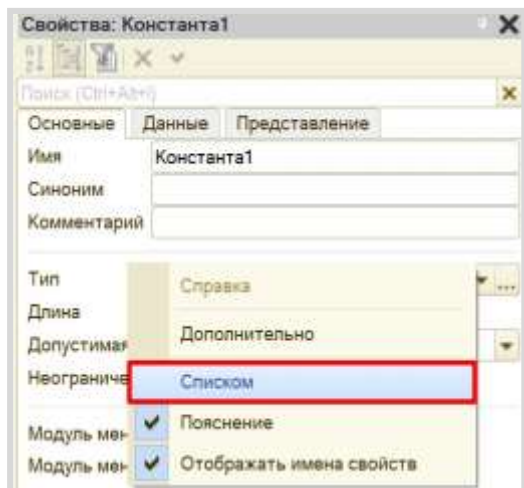 Свойства: Константа1
Поиск (Ctrl+Alt+I)
Основные Данные Представление
Имя Константа1
Синоним
Комментарий
Тип
Справка
Длина
Дополнительно
Допустимая
Неограниче
Списком
Пояснение
Модуль мен
Отображать имена свойств
Модуль мен